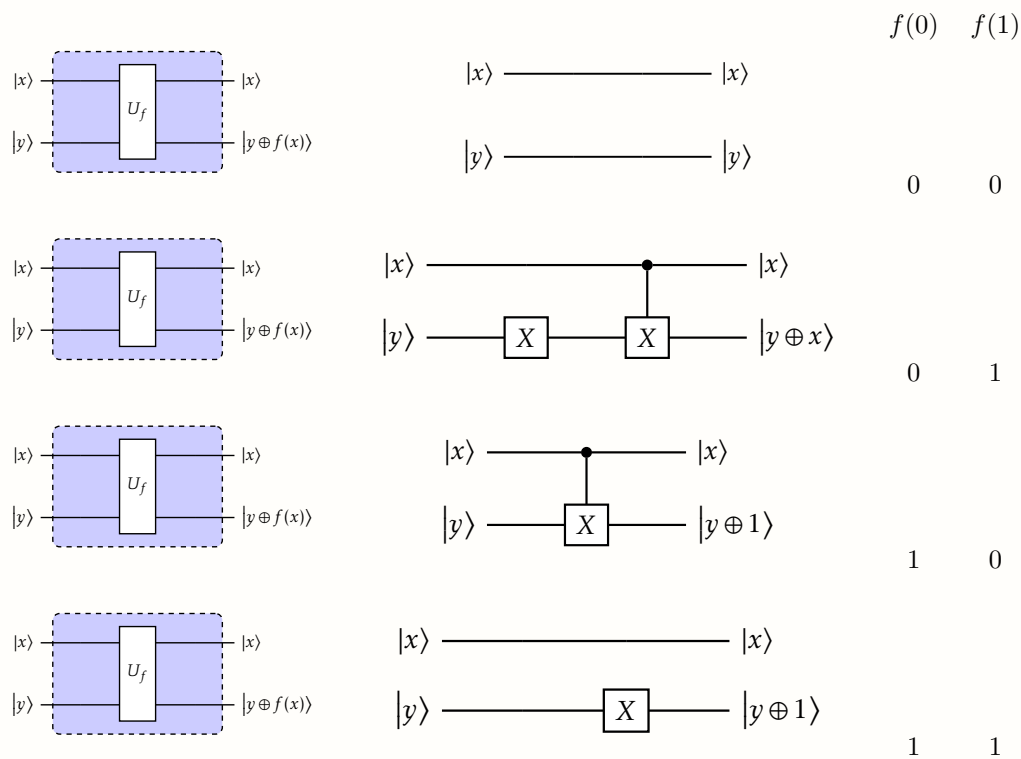 f(0) f(1)
|x⟩ U_f |x⟩
|y⟩ |y ⊕ f(x)⟩
|x⟩ |x⟩
|y⟩ |y⟩
0 0
|x⟩ U_f |x⟩
|y⟩ |y ⊕ f(x)⟩
|x⟩ |x⟩
|y⟩ X X |y ⊕ x⟩
0 1
|x⟩ U_f |x⟩
|y⟩ |y ⊕ f(x)⟩
|x⟩ |x⟩
|y⟩ X |y ⊕ 1⟩
1 0
|x⟩ U_f |x⟩
|y⟩ |y ⊕ f(x)⟩
|x⟩ |x⟩
|y⟩ X |y ⊕ 1⟩
1 1